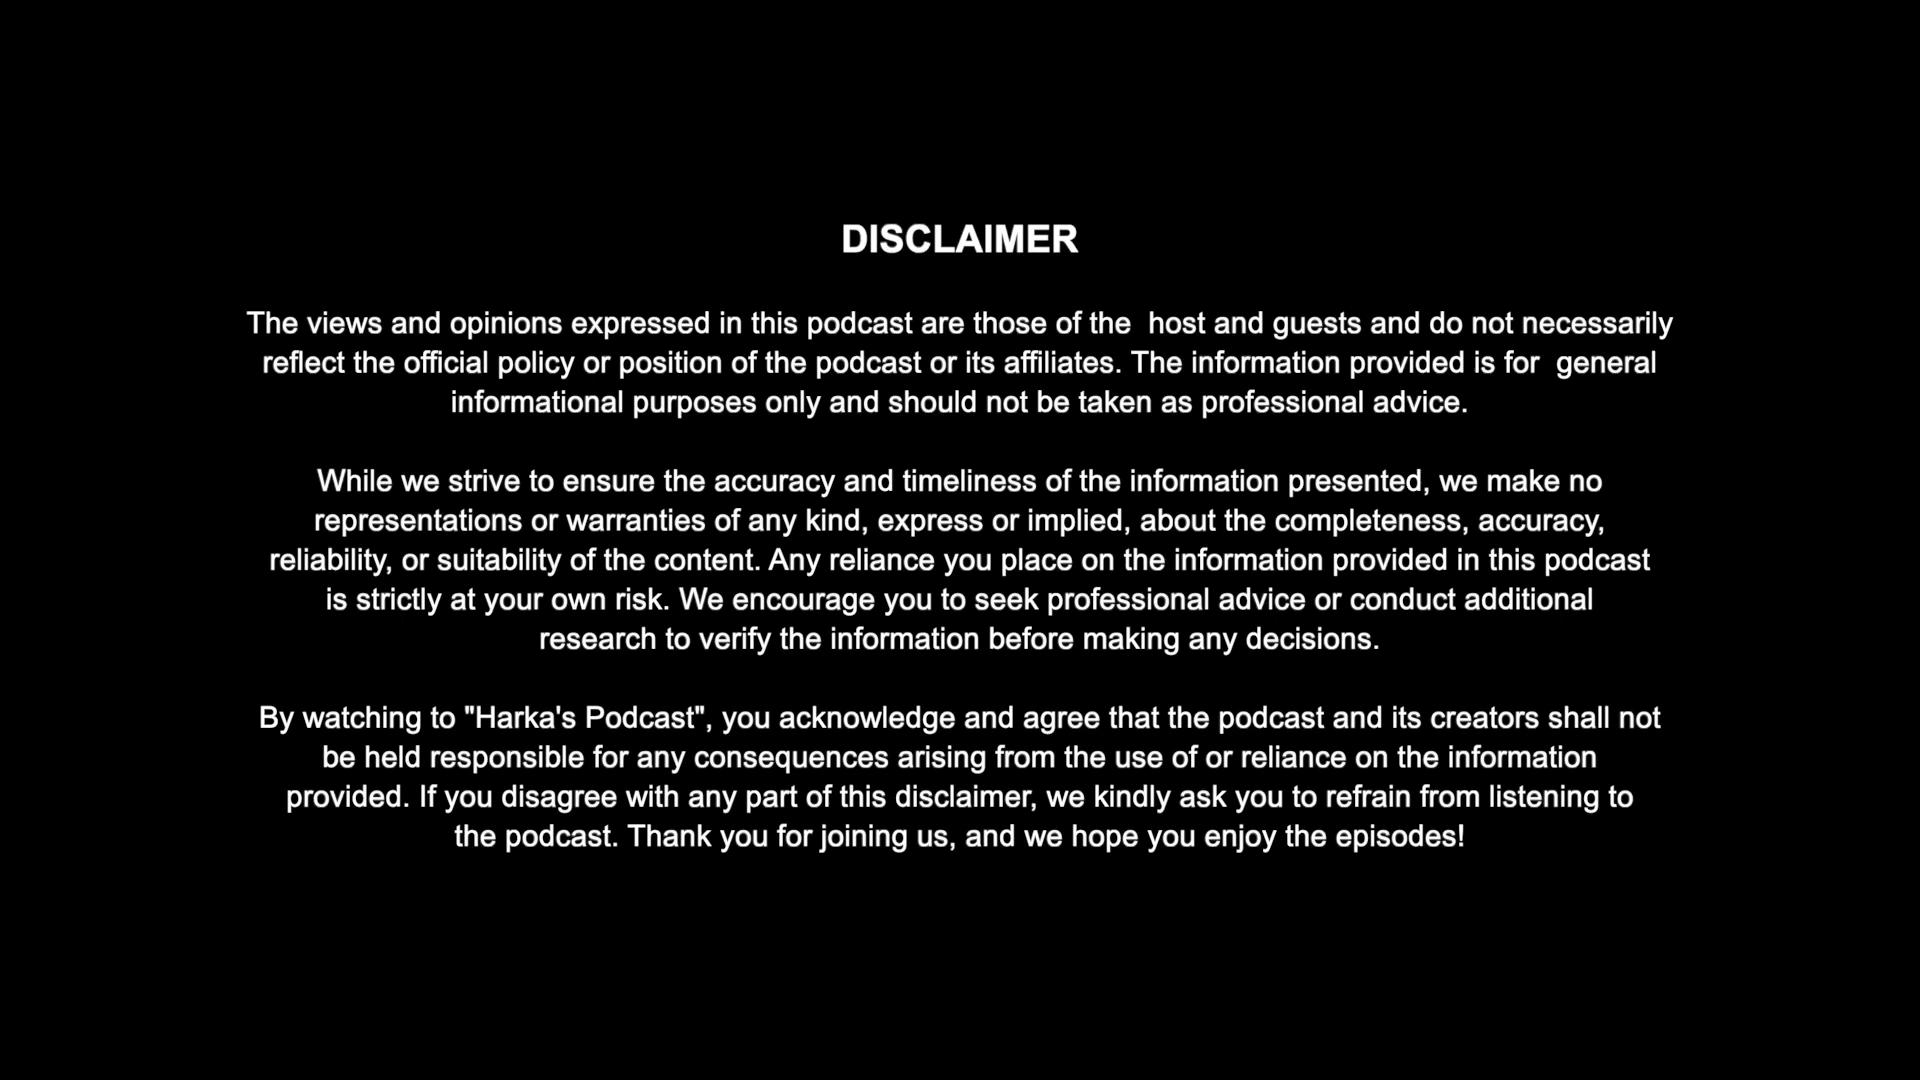 DISCLAIMER
The views and opinions expressed in this podcast are those of the  host and guests and do not necessarily
reflect the official policy or position of the podcast or its affiliates. The information provided is for  general
informational purposes only and should not be taken as professional advice.
While we strive to ensure the accuracy and timeliness of the information presented, we make no
representations or warranties of any kind, express or implied, about the completeness, accuracy,
reliability, or suitability of the content. Any reliance you place on the information provided in this podcast
is strictly at your own risk. We encourage you to seek professional advice or conduct additional
research to verify the information before making any decisions.
By watching to "Harka's Podcast", you acknowledge and agree that the podcast and its creators shall not
be held responsible for any consequences arising from the use of or reliance on the information
provided. If you disagree with any part of this disclaimer, we kindly ask you to refrain from listening to
the podcast. Thank you for joining us, and we hope you enjoy the episodes!